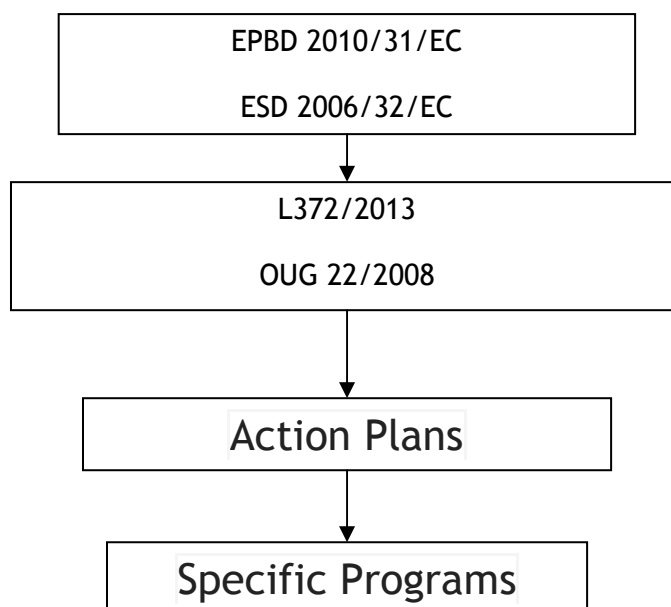 EPBD 2010/31/EC
ESD 2006/32/EC
L372/2013
OUG 22/2008
Action Plans
Specific Programs